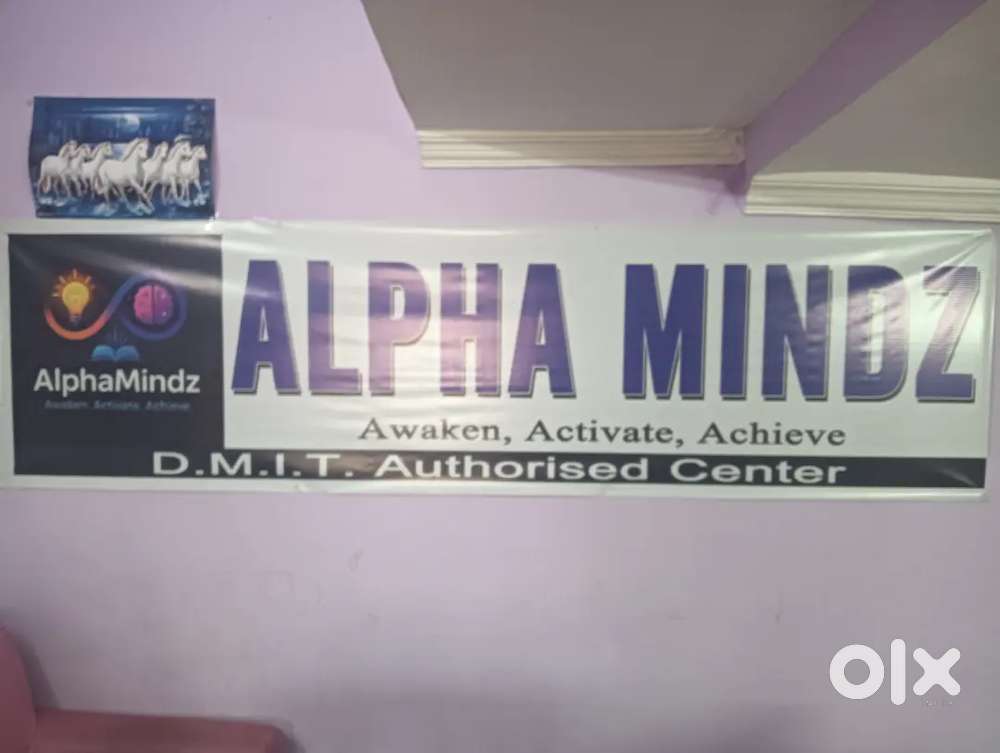 ALPHA MINDZ
AlphaMindz
Awaken, Activate, Achieve
Awaken, Activate, Achieve
D.M.I.T. Authorised Center
olx